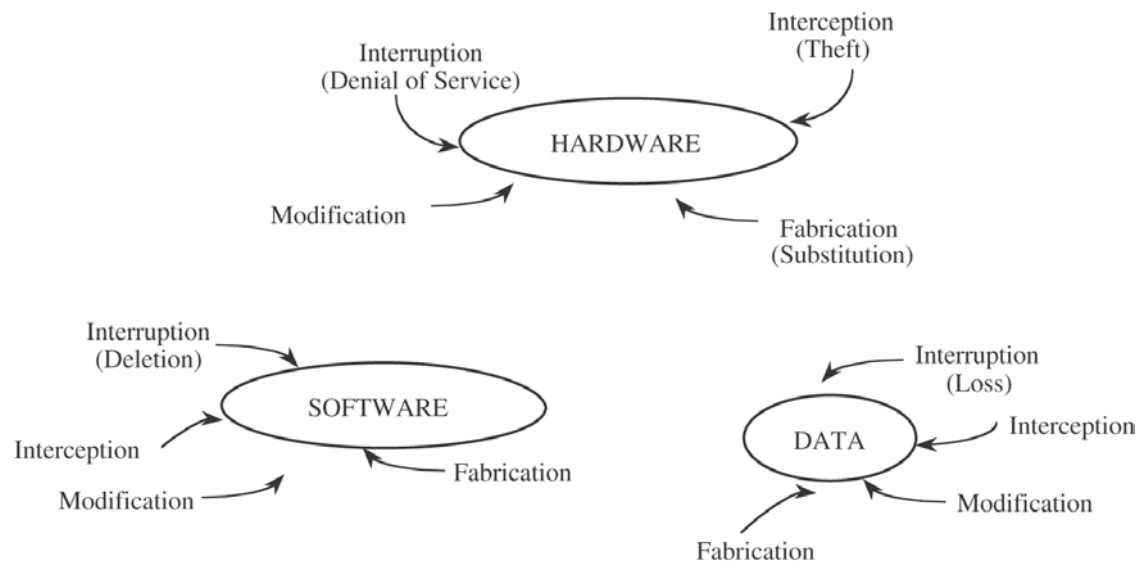 Interception
(Theft)
Interruption
(Denial of Service)
HARDWARE
Modification
Fabrication
(Substitution)
Interruption
(Deletion)
SOFTWARE
Interception
Modification
Fabrication
Interruption
(Loss)
DATA
Interception
Modification
Fabrication